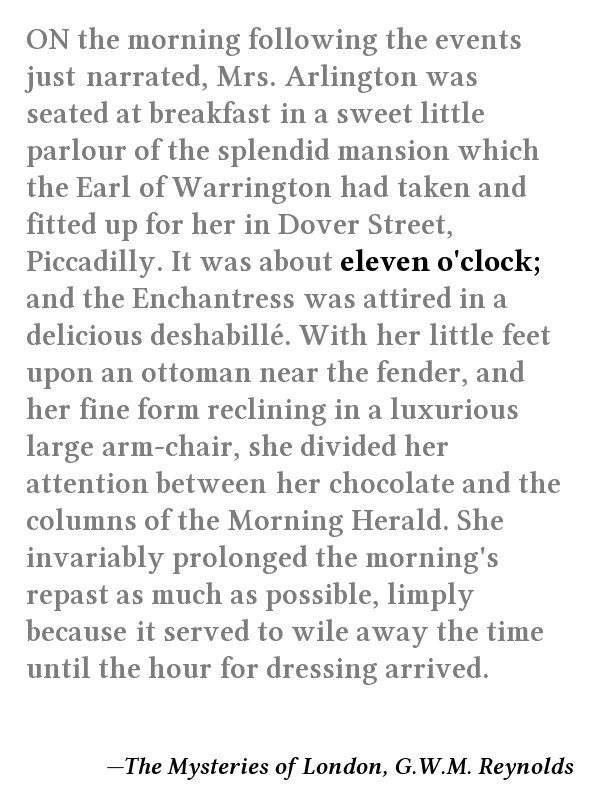 ON the morning following the events
just narrated, Mrs. Arlington was
seated at breakfast in a sweet little
parlour of the splendid mansion which
the Earl of Warrington had taken and
fitted up for her in Dover Street,
Piccadilly. It was about eleven o'clock;
and the Enchantress was attired in a
delicious deshabillé. With her little feet
upon an ottoman near the fender, and
her fine form reclining in a luxurious
large arm-chair, she divided her
attention between her chocolate and the
columns of the Morning Herald. She
invariably prolonged the morning's
repast as much as possible, limply
because it served to wile away the time
until the hour for dressing arrived.
—The Mysteries of London, G.W.M. Reynolds